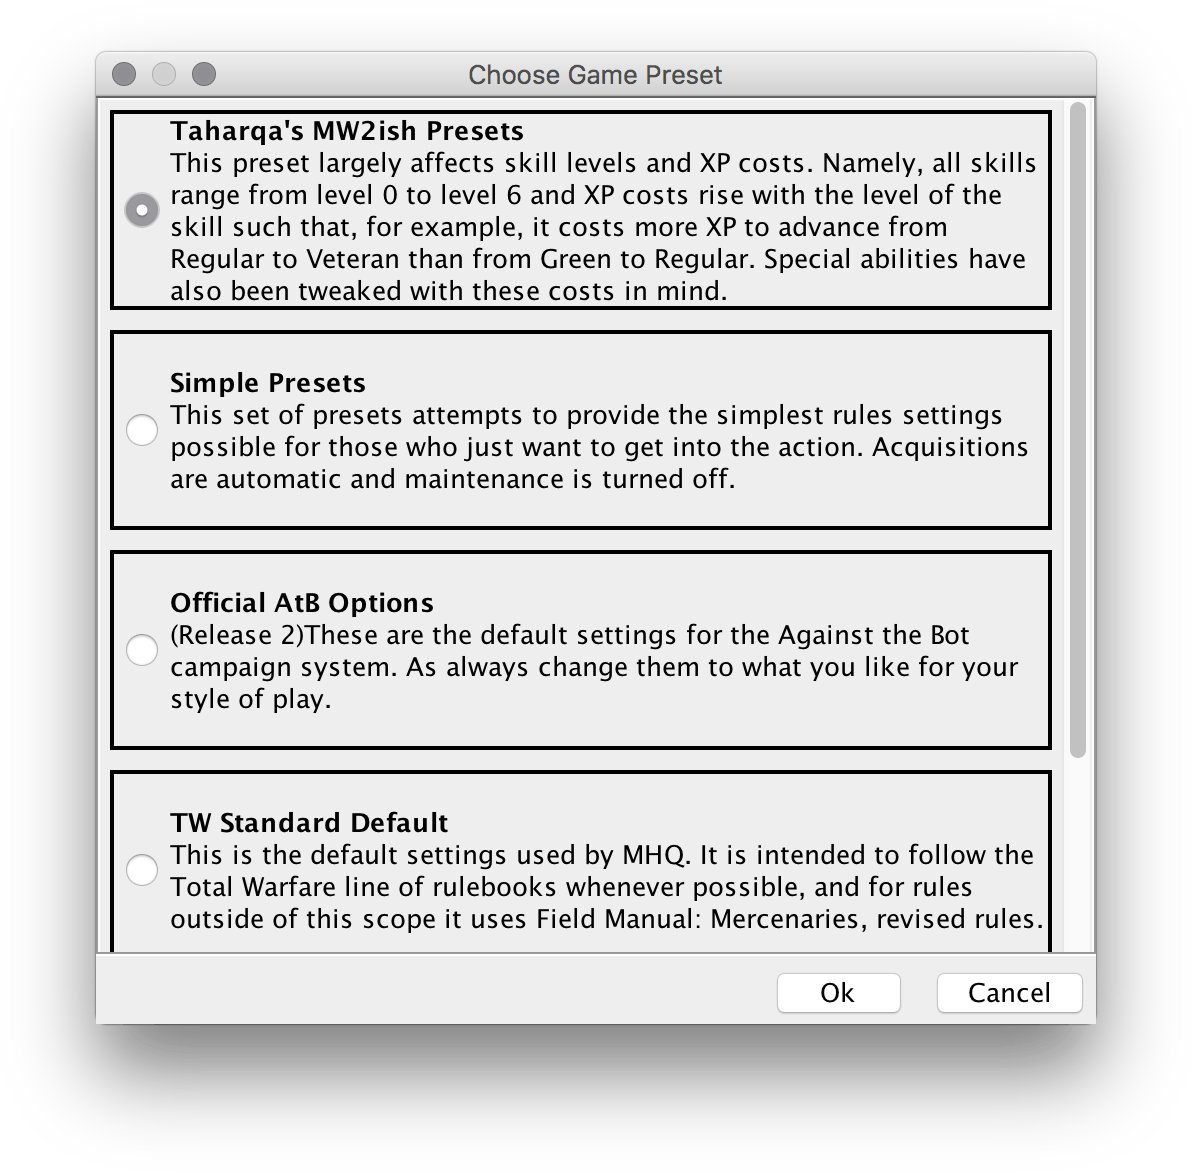 Choose Game Preset
Taharqa's MW2ish Presets
This preset largely affects skill levels and XP costs. Namely, all skills
range from level 0 to level 6 and XP costs rise with the level of the
skill such that, for example, it costs more XP to advance from
Regular to Veteran than from Green to Regular. Special abilities have
also been tweaked with these costs in mind.
Simple Presets
This set of presets attempts to provide the simplest rules settings
possible for those who just want to get into the action. Acquisitions
are automatic and maintenance is turned off.
Official AtB Options
(Release 2)These are the default settings for the Against the Bot
campaign system. As always change them to what you like for your
style of play.
TW Standard Default
This is the default settings used by MHQ. It is intended to follow the
Total Warfare line of rulebooks whenever possible, and for rules
outside of this scope it uses Field Manual: Mercenaries, revised rules.
Ok
Cancel